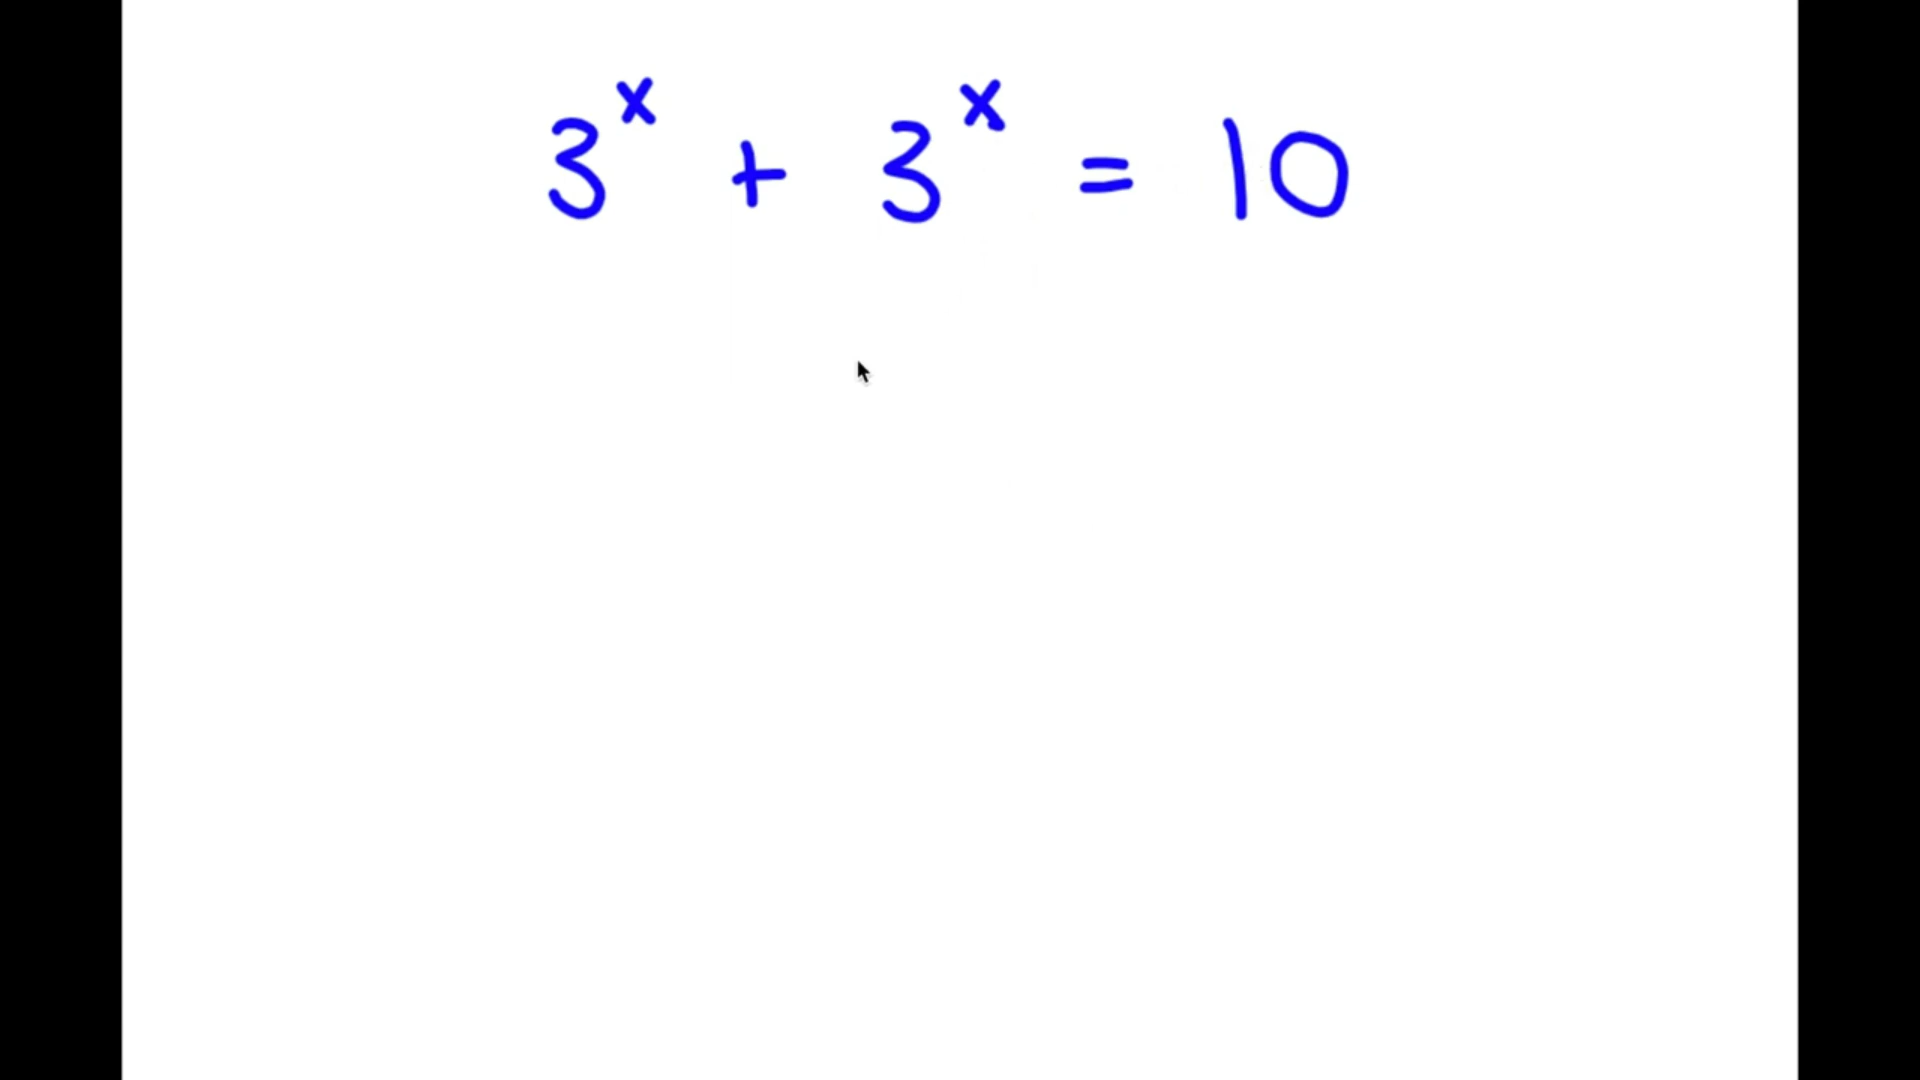 3^x + 3^x = 10